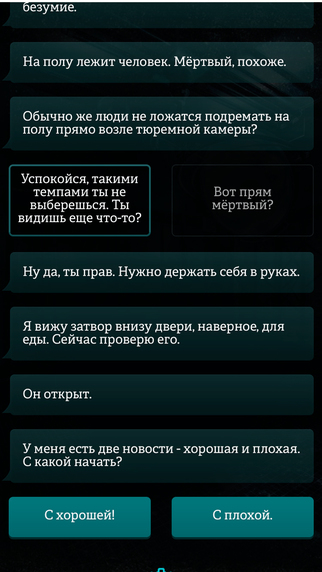 безумие.
На полу лежит человек. Мёртвый, похоже.
Обычно же люди не ложатся подремать на
полу прямо возле тюремной камеры?
Успокойся, такими
темпами ты не
выберешься. Ты
видишь еще что-то?
Вот прям
мёртвый?
Ну да, ты прав. Нужно держать себя в руках.
Я вижу затвор внизу двери, наверное, для
еды. Сейчас проверю его.
Он открыт.
У меня есть две новости - хорошая и плохая.
С какой начать?
С хорошей!
С плохой.